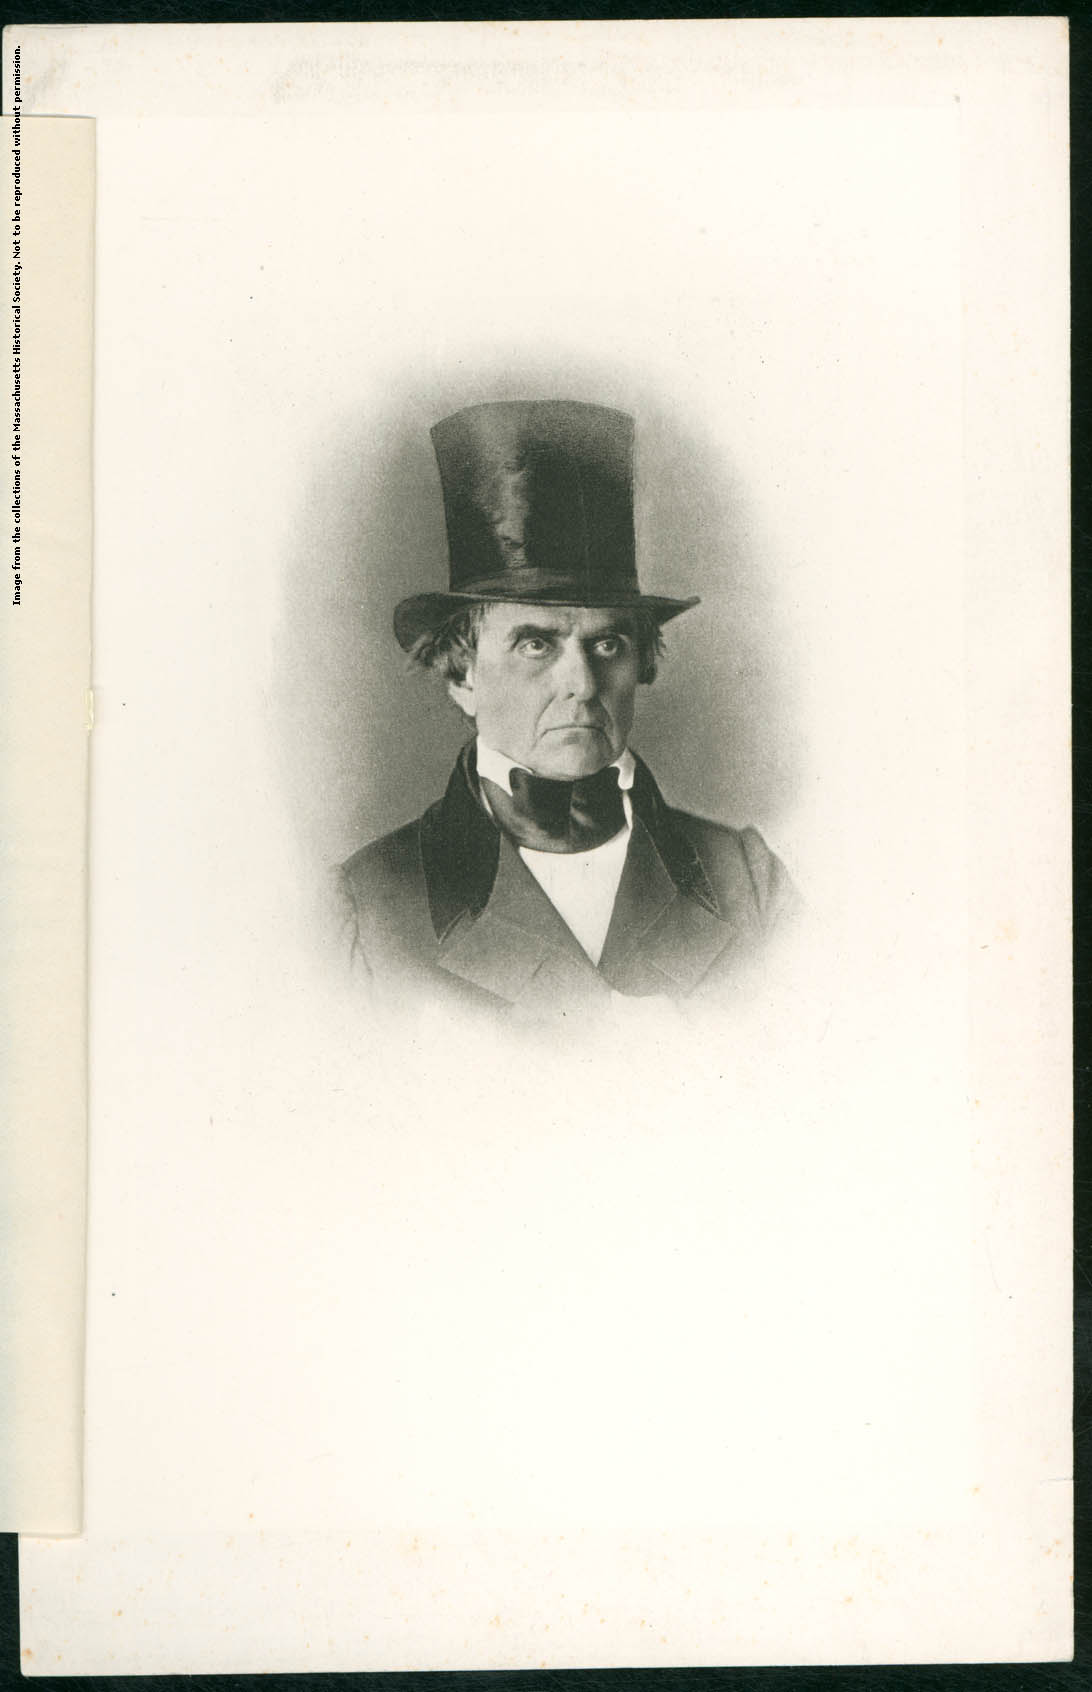 Image from the collections of the Massachusetts Historical Society. Not to be reproduced without permission.